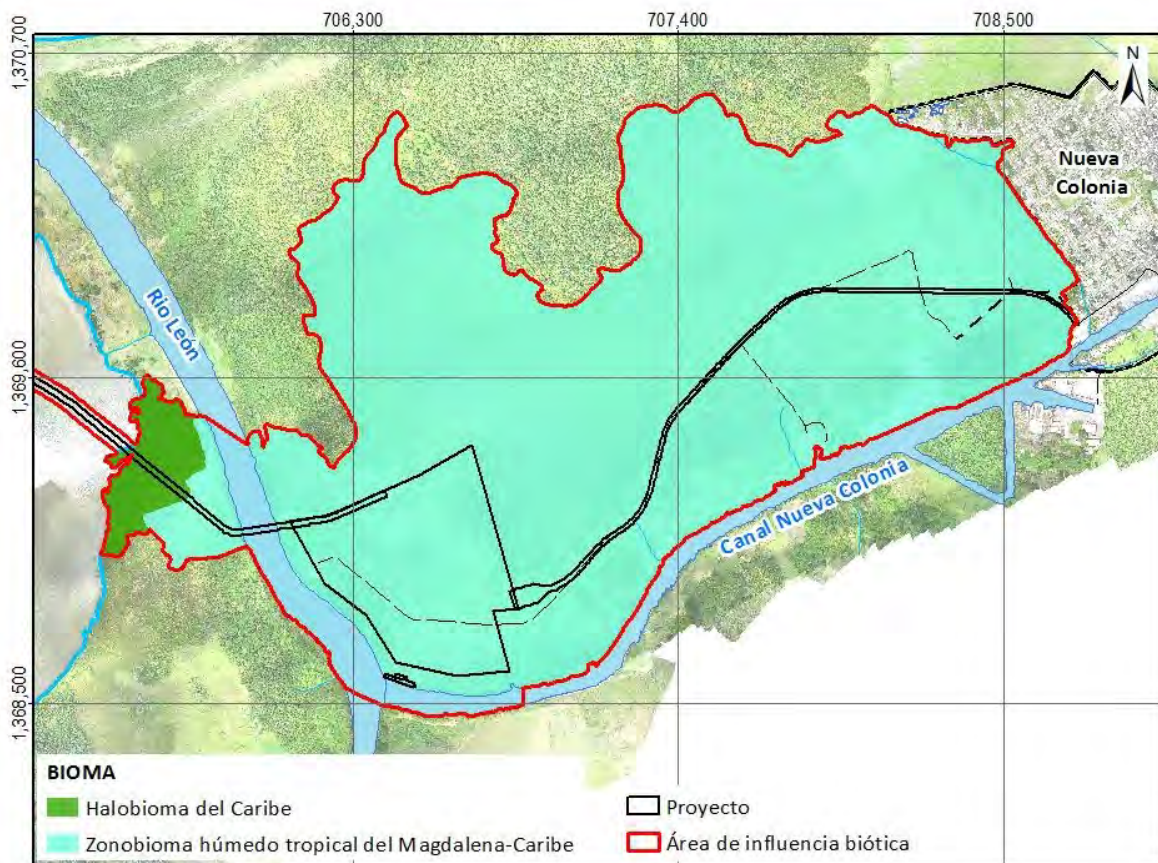 706,300
707,400
708,500
1,370,700
N
Nueva
Colonia
Río León
1,369,600
Canal Nueva Colonia
1,368,500
BIOMA
Halobioma del Caribe
Proyecto
Zonobioma húmedo tropical del Magdalena-Caribe
Área de influencia biótica